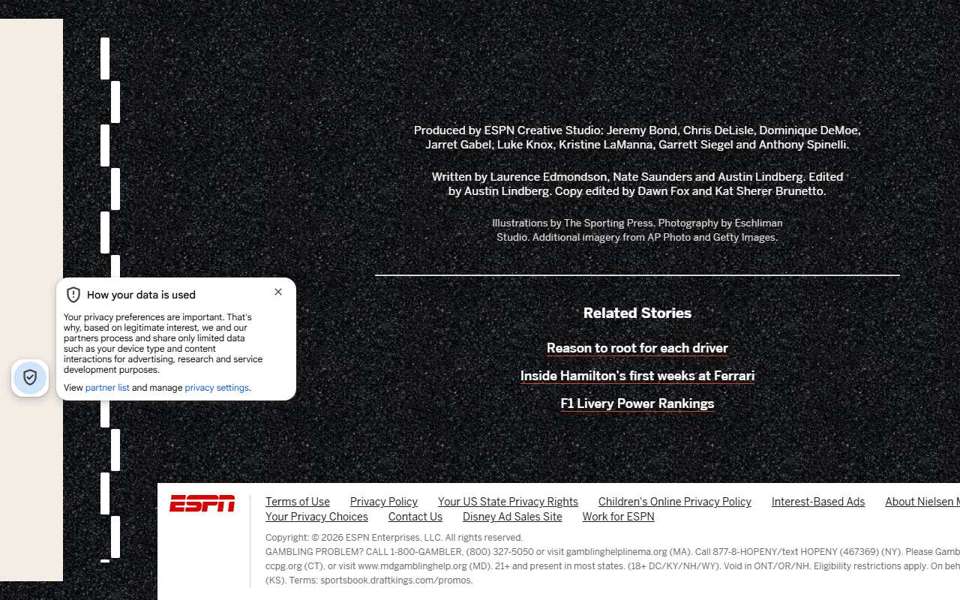 Produced by ESPN Creative Studio: Jeremy Bond, Chris DeLisle, Dominique DeMoe,
Jarret Gabel, Luke Knox, Kristine LaManna, Garrett Siegel and Anthony Spinelli.
Written by Laurence Edmondson, Nate Saunders and Austin Lindberg. Edited
by Austin Lindberg. Copy edited by Dawn Fox and Kat Sherer Brunetto.
Illustrations by The Sporting Press. Photography by Eschliman
Studio. Additional imagery from AP Photo and Getty Images.
How your data is used
Your privacy preferences are important. That's
why, based on legitimate interest, we and our
partners process and share only limited data
such as your device type and content
interactions for advertising, research and service
development purposes.
View partner list and manage privacy settings.
Related Stories
Reason to root for each driver
Inside Hamilton's first weeks at Ferrari
F1 Livery Power Rankings
ESPN
Terms of Use Privacy Policy Your US State Privacy Rights Children's Online Privacy Policy Interest-Based Ads About Nielsen M
Your Privacy Choices Contact Us Disney Ad Sales Site Work for ESPN
Copyright: © 2026 ESPN Enterprises, LLC. All rights reserved.
GAMBLING PROBLEM? CALL 1-800-GAMBLER, (800) 327-5050 or visit gamblinghelplinema.org (MA). Call 877-8-HOPENY/text HOPENY (467369) (NY). Please Gamb
ccpg.org (CT), or visit www.mdgamblinghelp.org (MD). 21+ and present in most states. (18+ DC/KY/NH/WY). Void in ONT/OR/NH. Eligibility restrictions apply. On beh
(KS). Terms: sportsbook.draftkings.com/promos.